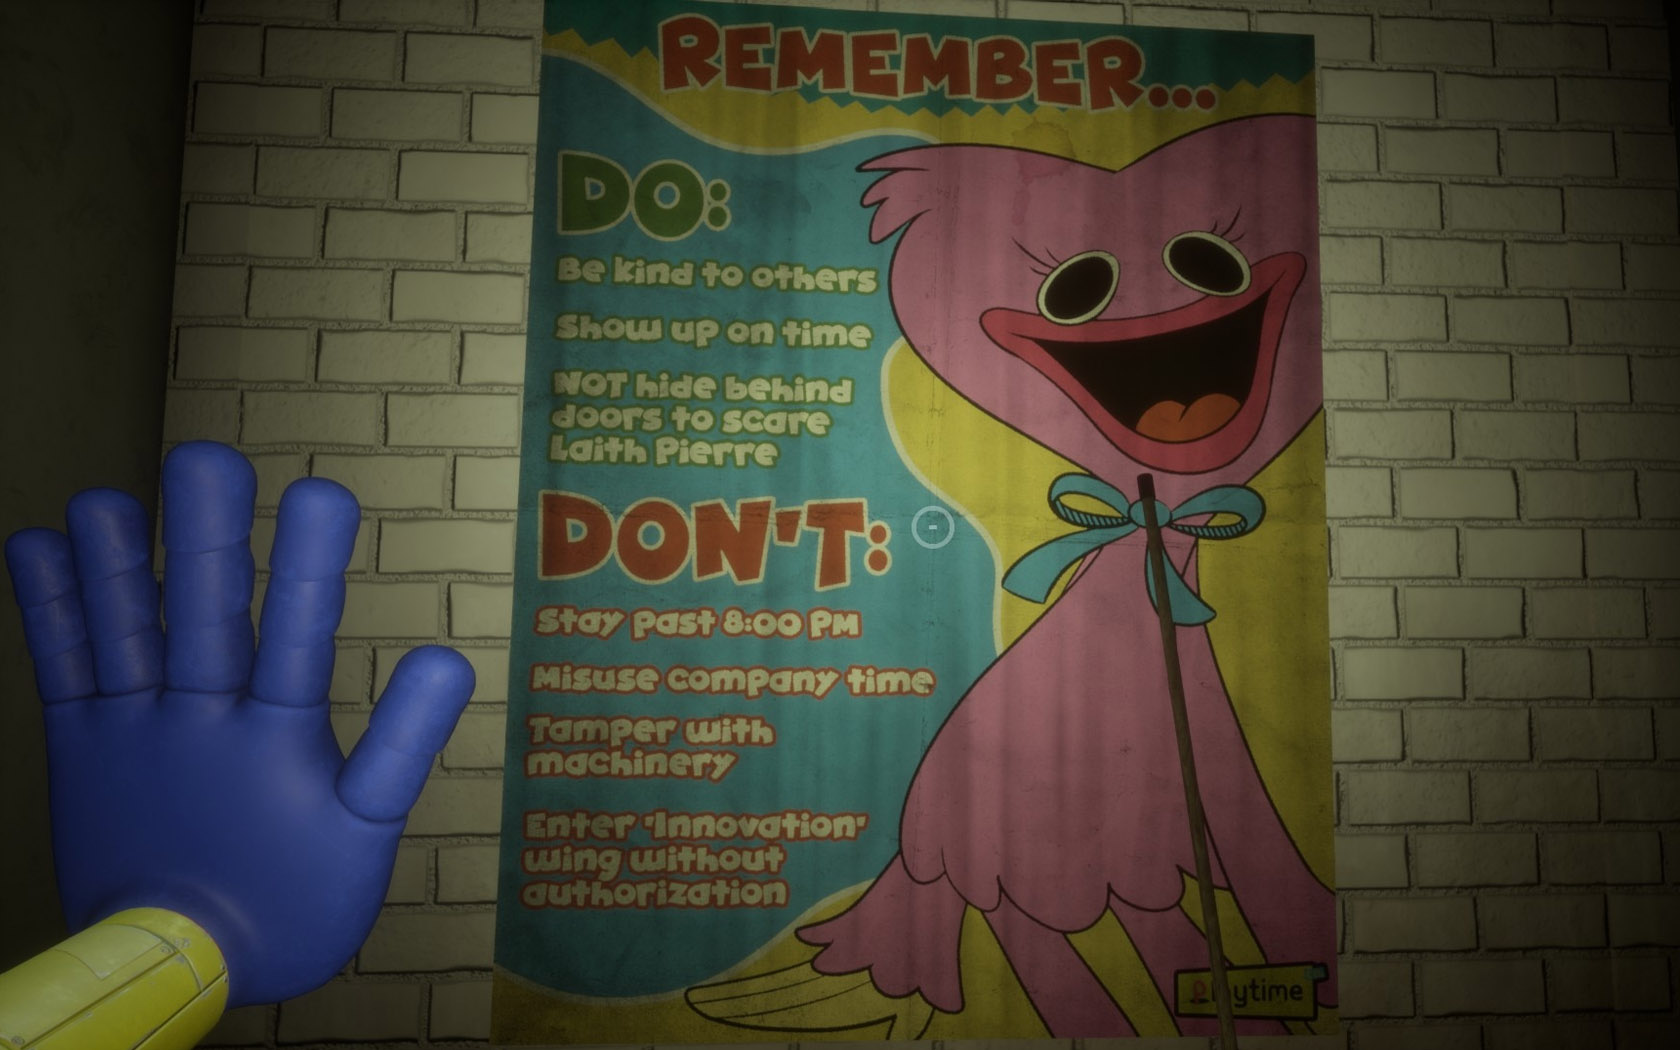 REMEMBER...
DO:
Be kind to others
Show up on time
NOT hide behind
doors to scare
Laith Pierre
DON'T:
Stay past 8:00 PM
Misuse company time
Tamper with
machinery
Enter 'Innovation'
wing without
authorization